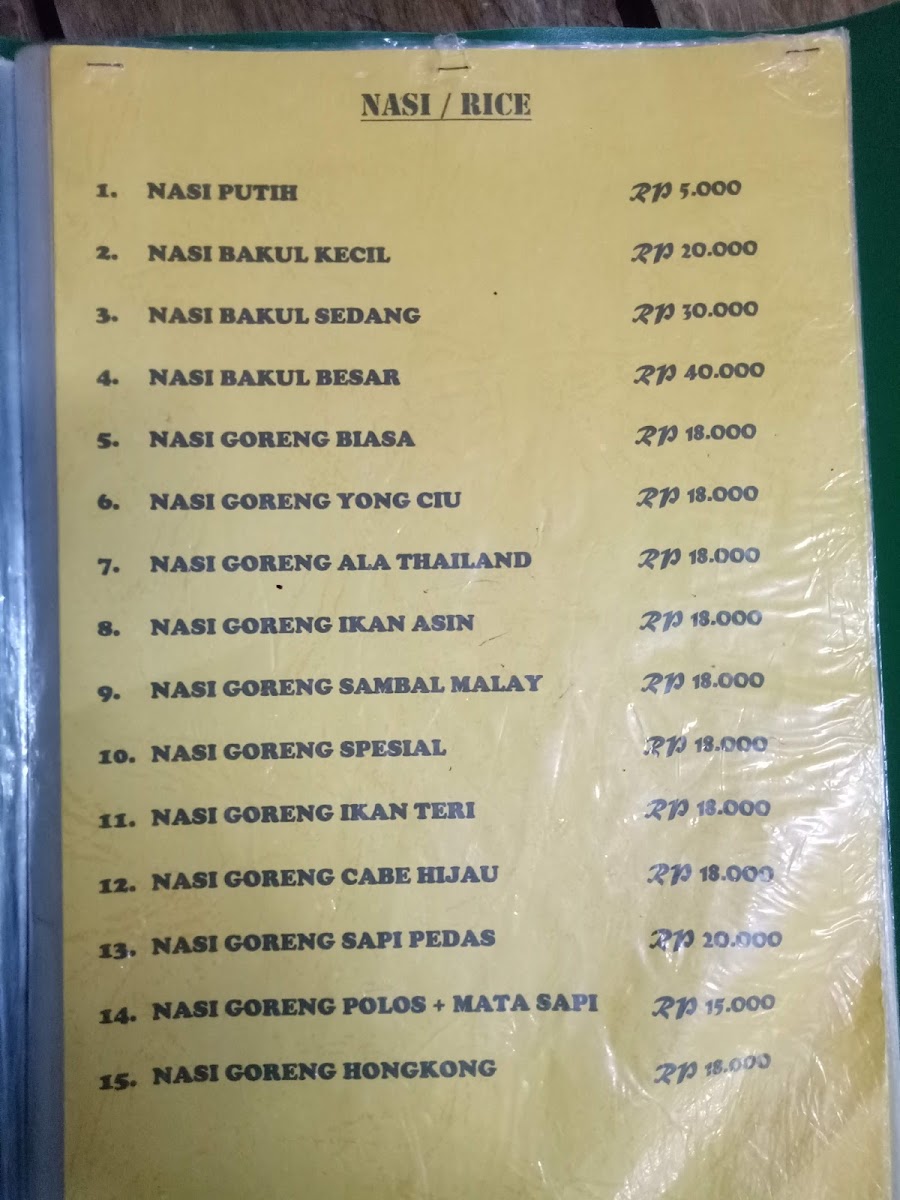 NASI / RICE
1. NASI PUTIH RP 5.000
2. NASI BAKUL KECIL RP 20.000
3. NASI BAKUL SEDANG RP 30.000
4. NASI BAKUL BESAR RP 40.000
5. NASI GORENG BIASA RP 18.000
6. NASI GORENG YONG CIU RP 18.000
7. NASI GORENG ALA THAILAND RP 18.000
8. NASI GORENG IKAN ASIN RP 18.000
9. NASI GORENG SAMBAL MALAY RP 18.000
10. NASI GORENG SPESIAL RP 18.000
11. NASI GORENG IKAN TERI RP 18.000
12. NASI GORENG CABE HIJAU RP 18.000
13. NASI GORENG SAPI PEDAS RP 20.000
14. NASI GORENG POLOS + MATA SAPI RP 15.000
15. NASI GORENG HONGKONG RP 18.000